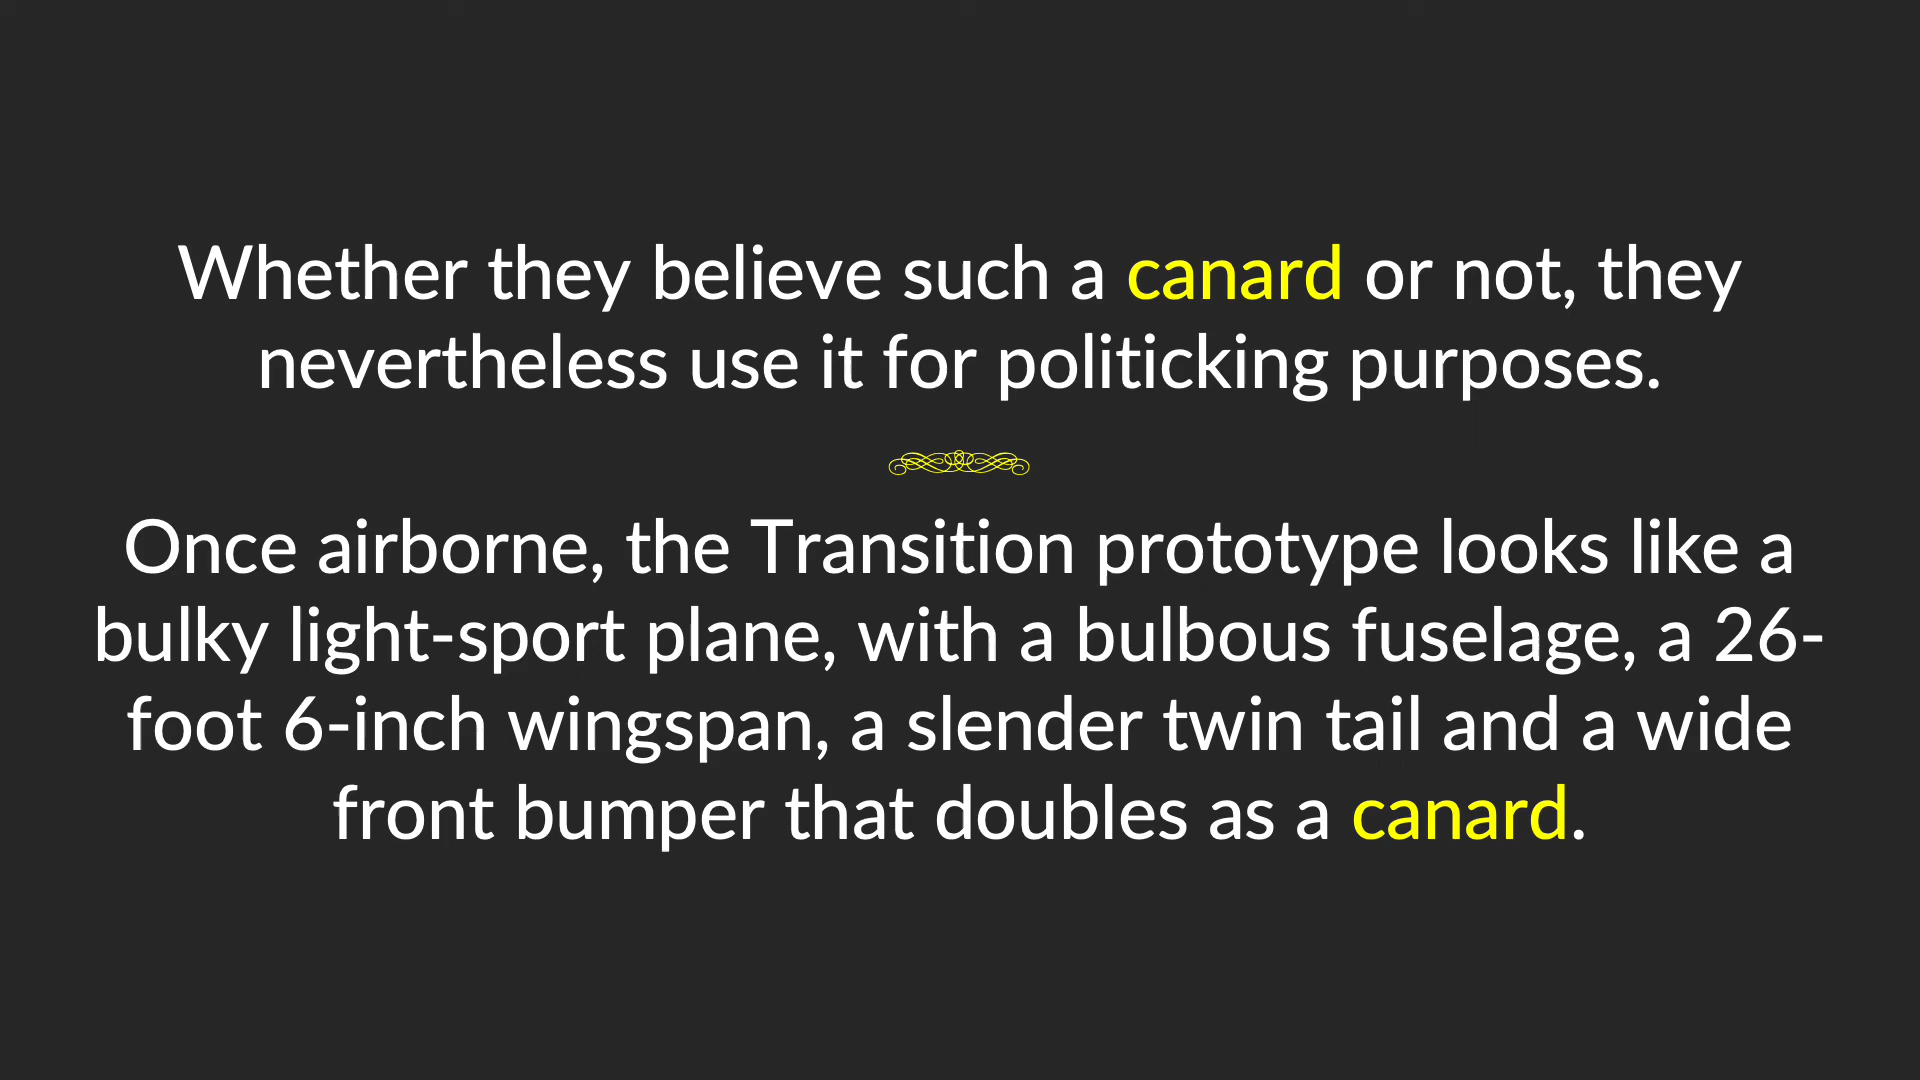 Whether they believe such a canard or not, they
nevertheless use it for politicking purposes.
Once airborne, the Transition prototype looks like a
bulky light-sport plane, with a bulbous fuselage, a 26-
foot 6-inch wingspan, a slender twin tail and a wide
front bumper that doubles as a canard.